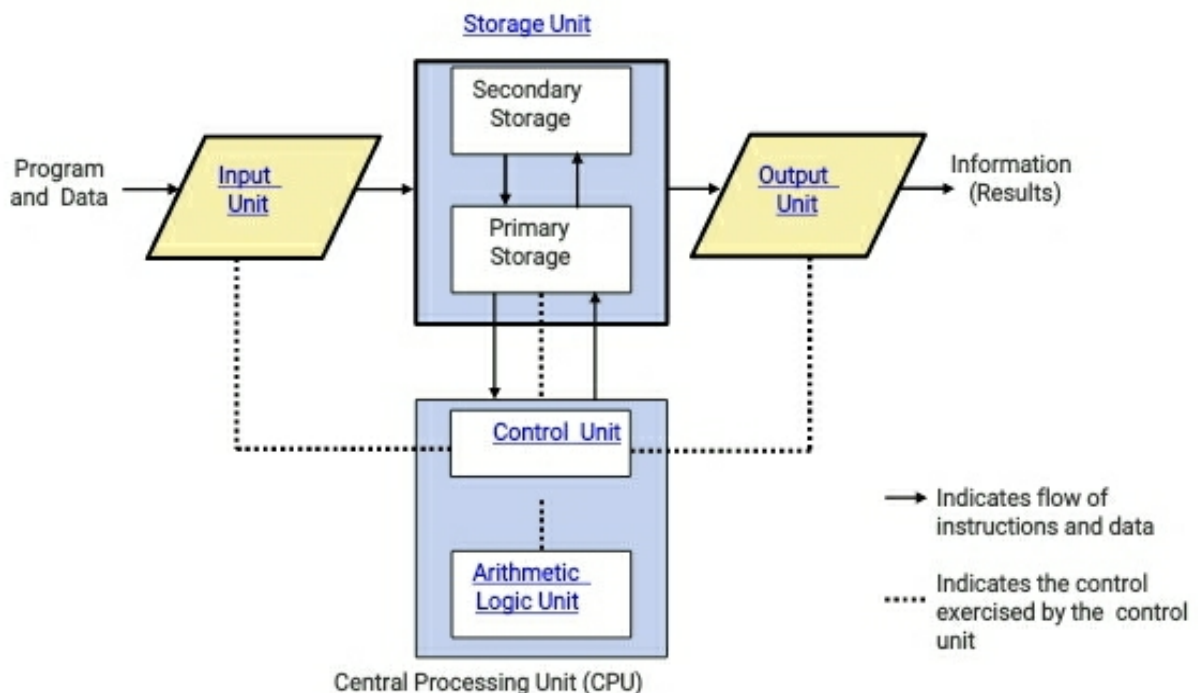 Storage Unit
Secondary
Storage
Program
and Data
Input
Unit
Output
Unit
Information
(Results)
Primary
Storage
Control Unit
Indicates flow of
instructions and data
Arithmetic
Logic Unit
Indicates the control
exercised by the control
unit
Central Processing Unit (CPU)